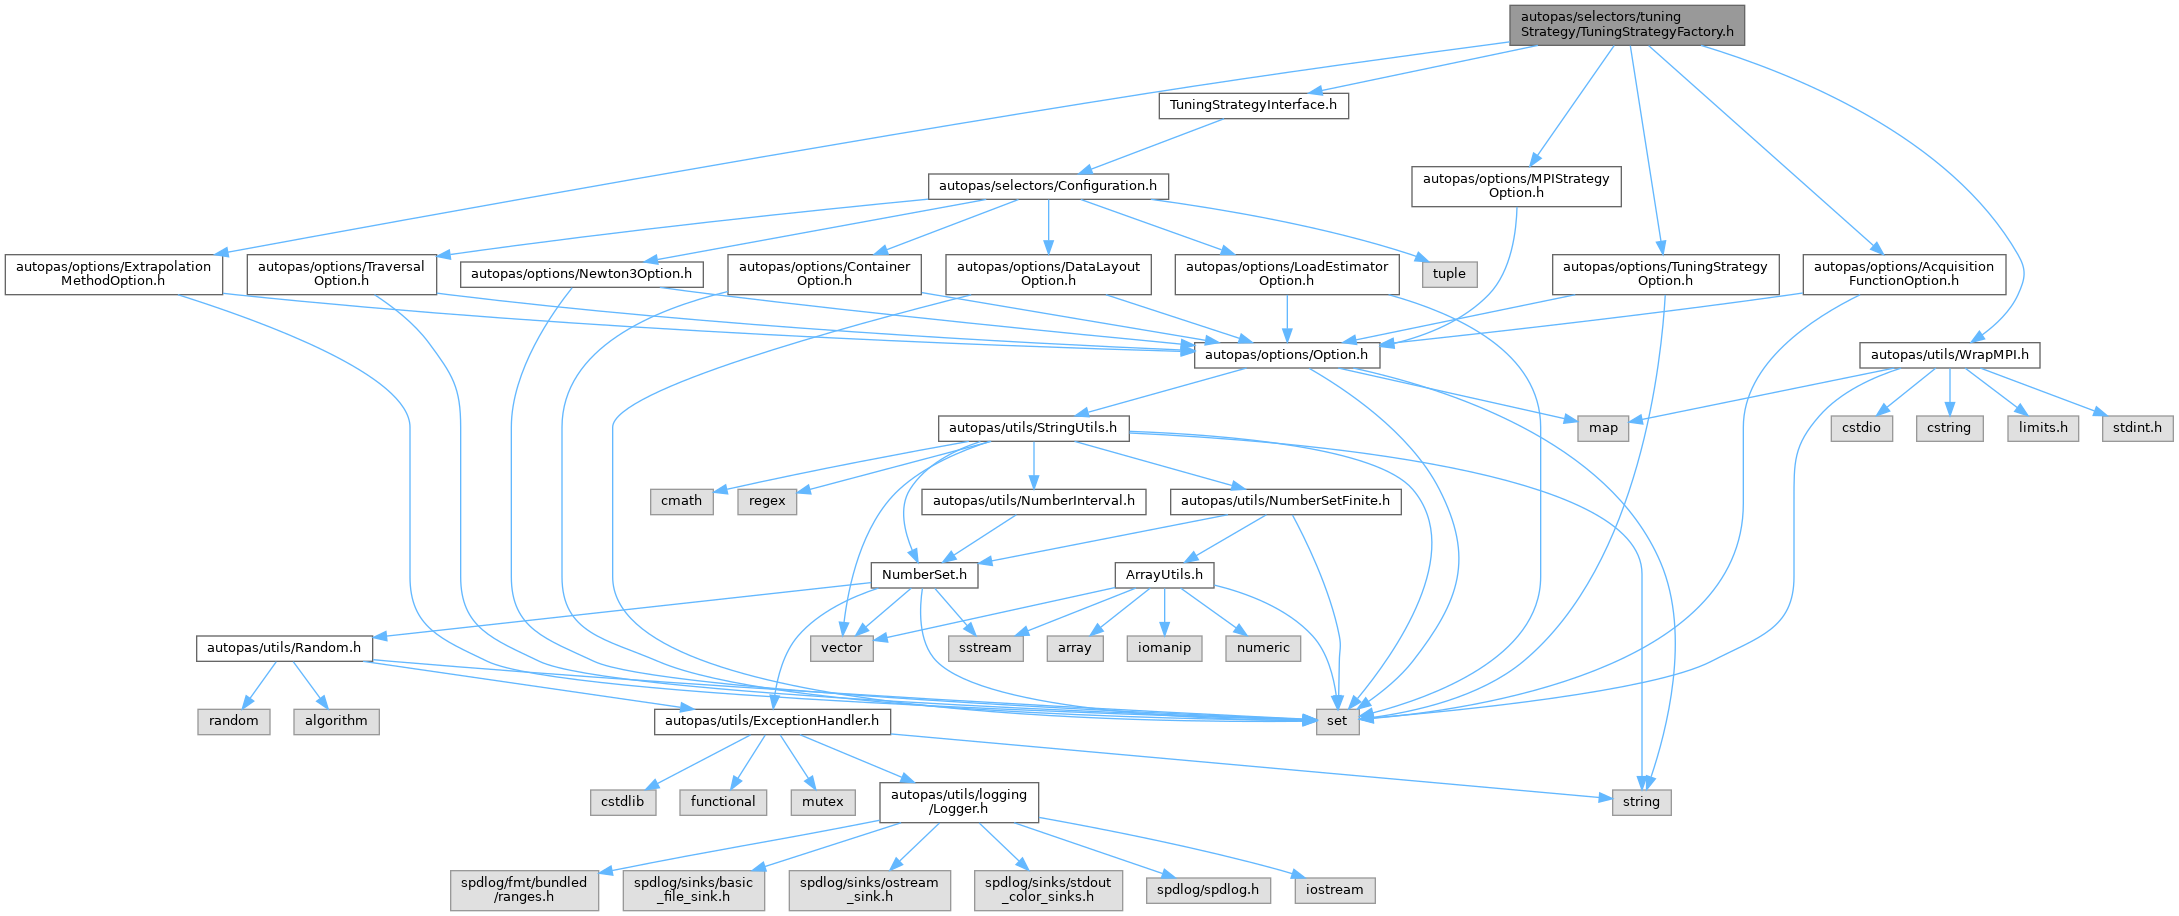 autopas/selectors/tuning
Strategy/TuningStrategyFactory.h
TuningStrategyInterface.h
autopas/selectors/Configuration.h
autopas/options/MPIStrategy
Option.h
autopas/options/Extrapolation
MethodOption.h
autopas/options/Traversal
Option.h
autopas/options/Newton3Option.h
autopas/options/Container
Option.h
autopas/options/DataLayout
Option.h
autopas/options/LoadEstimator
Option.h
tuple
autopas/options/TuningStrategy
Option.h
autopas/options/Acquisition
FunctionOption.h
autopas/options/Option.h
autopas/utils/WrapMPI.h
autopas/utils/StringUtils.h
map
cstdio
cstring
limits.h
stdint.h
cmath
regex
autopas/utils/NumberInterval.h
autopas/utils/NumberSetFinite.h
NumberSet.h
ArrayUtils.h
autopas/utils/Random.h
vector
sstream
array
iomanip
numeric
random
algorithm
autopas/utils/ExceptionHandler.h
set
cstdlib
functional
mutex
autopas/utils/logging
/Logger.h
string
spdlog/fmt/bundled
/ranges.h
spdlog/sinks/basic
_file_sink.h
spdlog/sinks/ostream
_sink.h
spdlog/sinks/stdout
_color_sinks.h
spdlog/spdlog.h
iostream